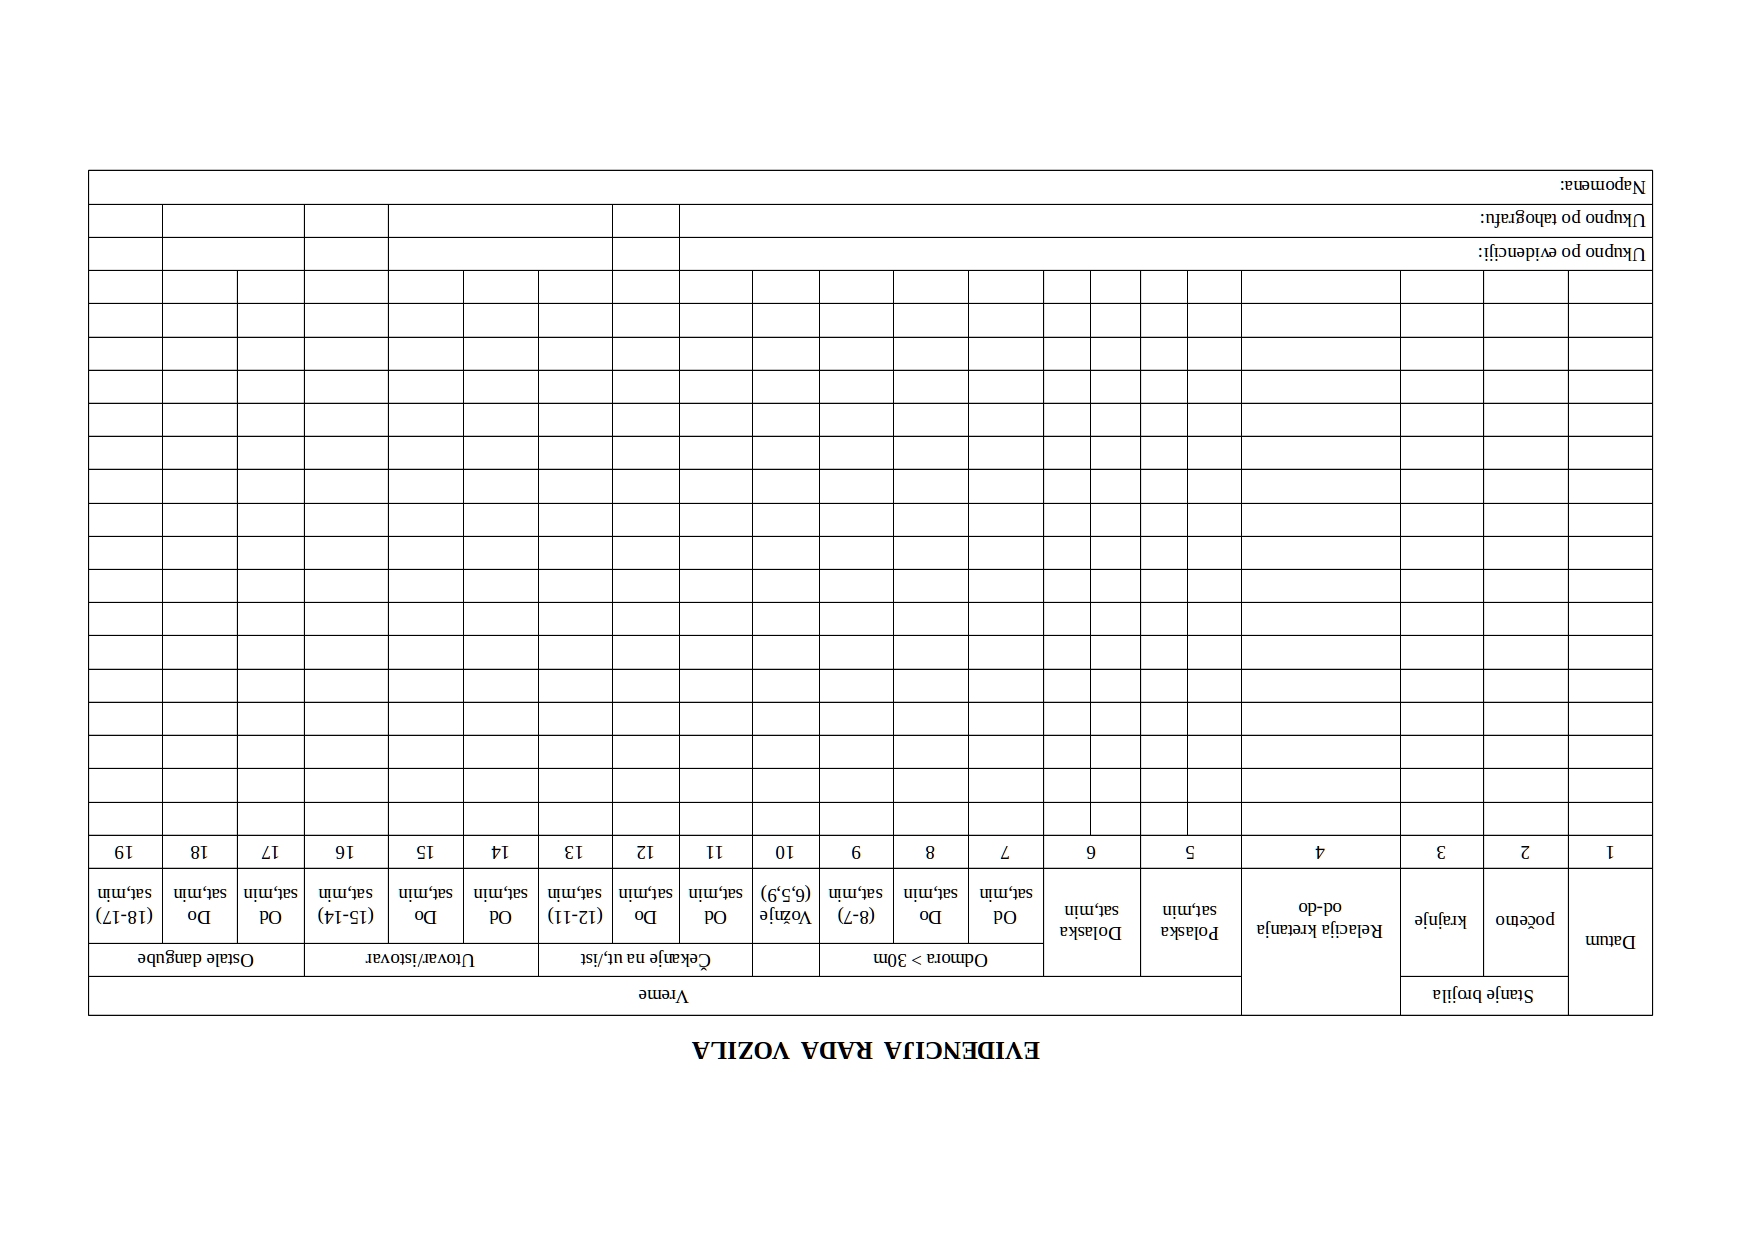 EVIDENCIJA RADA VOZILA
Datum
Stanje brojila
Relacija kretanja
od-do
Vreme
početno
krajnje
Polaska
sat,min
Dolaska
sat,min
Odmora > 30m
Čekanje na ut,/ist
Utovar/istovar
Ostale dangube
Od
sat,min
Do
sat,min
(8-7)
sat,min
Vožnje
(6,5,9)
Od
sat,min
Do
sat,min
(12-11)
sat,min
Od
sat,min
Do
sat,min
(15-14)
sat,min
Od
sat,min
Do
sat,min
(18-17)
sat,min
1 2 3 4 5 6 7 8 9 10 11 12 13 14 15 16 17 18 19
Ukupno po evidenciji:
Ukupno po tahografu:
Napomena: